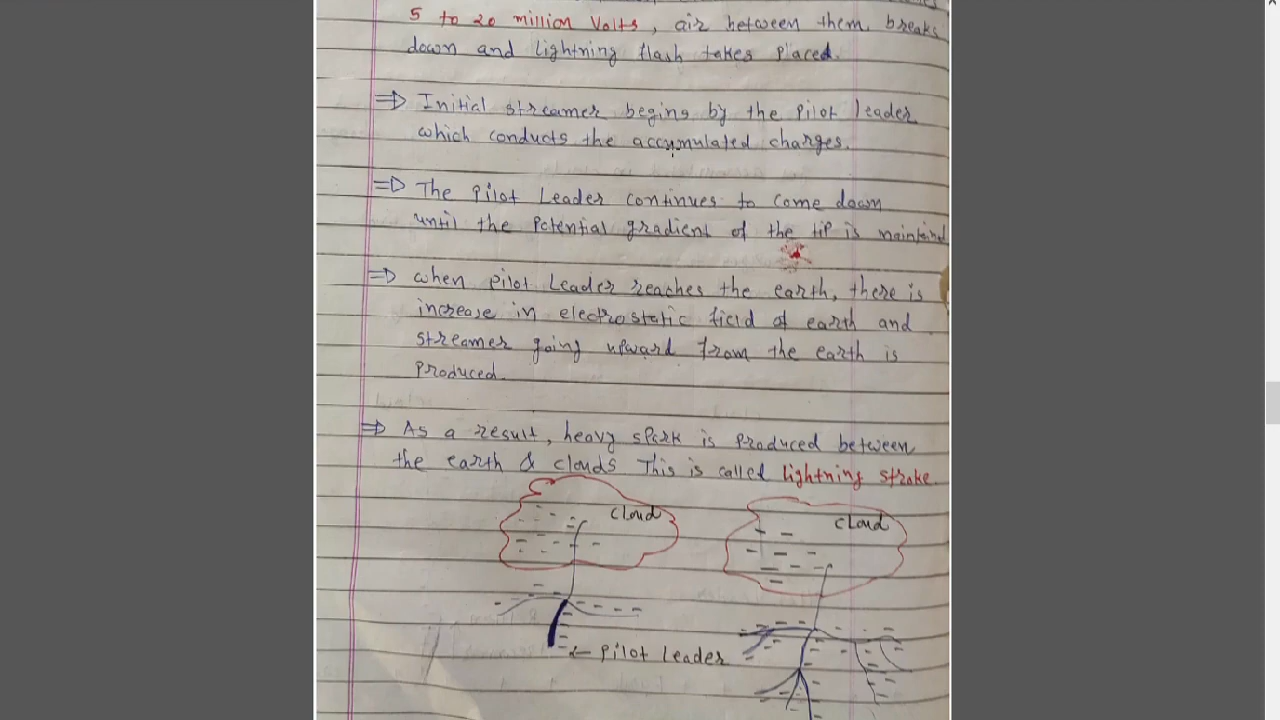 5 to 20 million Volts, air between them breaks
down and lightning flash takes placed.
⇒ Initial streamer begins by the Pilot leader
which conducts the accumulated charges.
⇒ The Pilot Leader continues to come down
until the Potential gradient of the tip is maintaind
⇒ when pilot Leader reaches the earth, there is
increase in electrostatic field of earth and
streamer going upward from the earth is
Produced.
⇒ As a result, heavy spark is produced between
the earth & clouds This is called lightning stroke.
cloud
cloud
← Pilot Leader